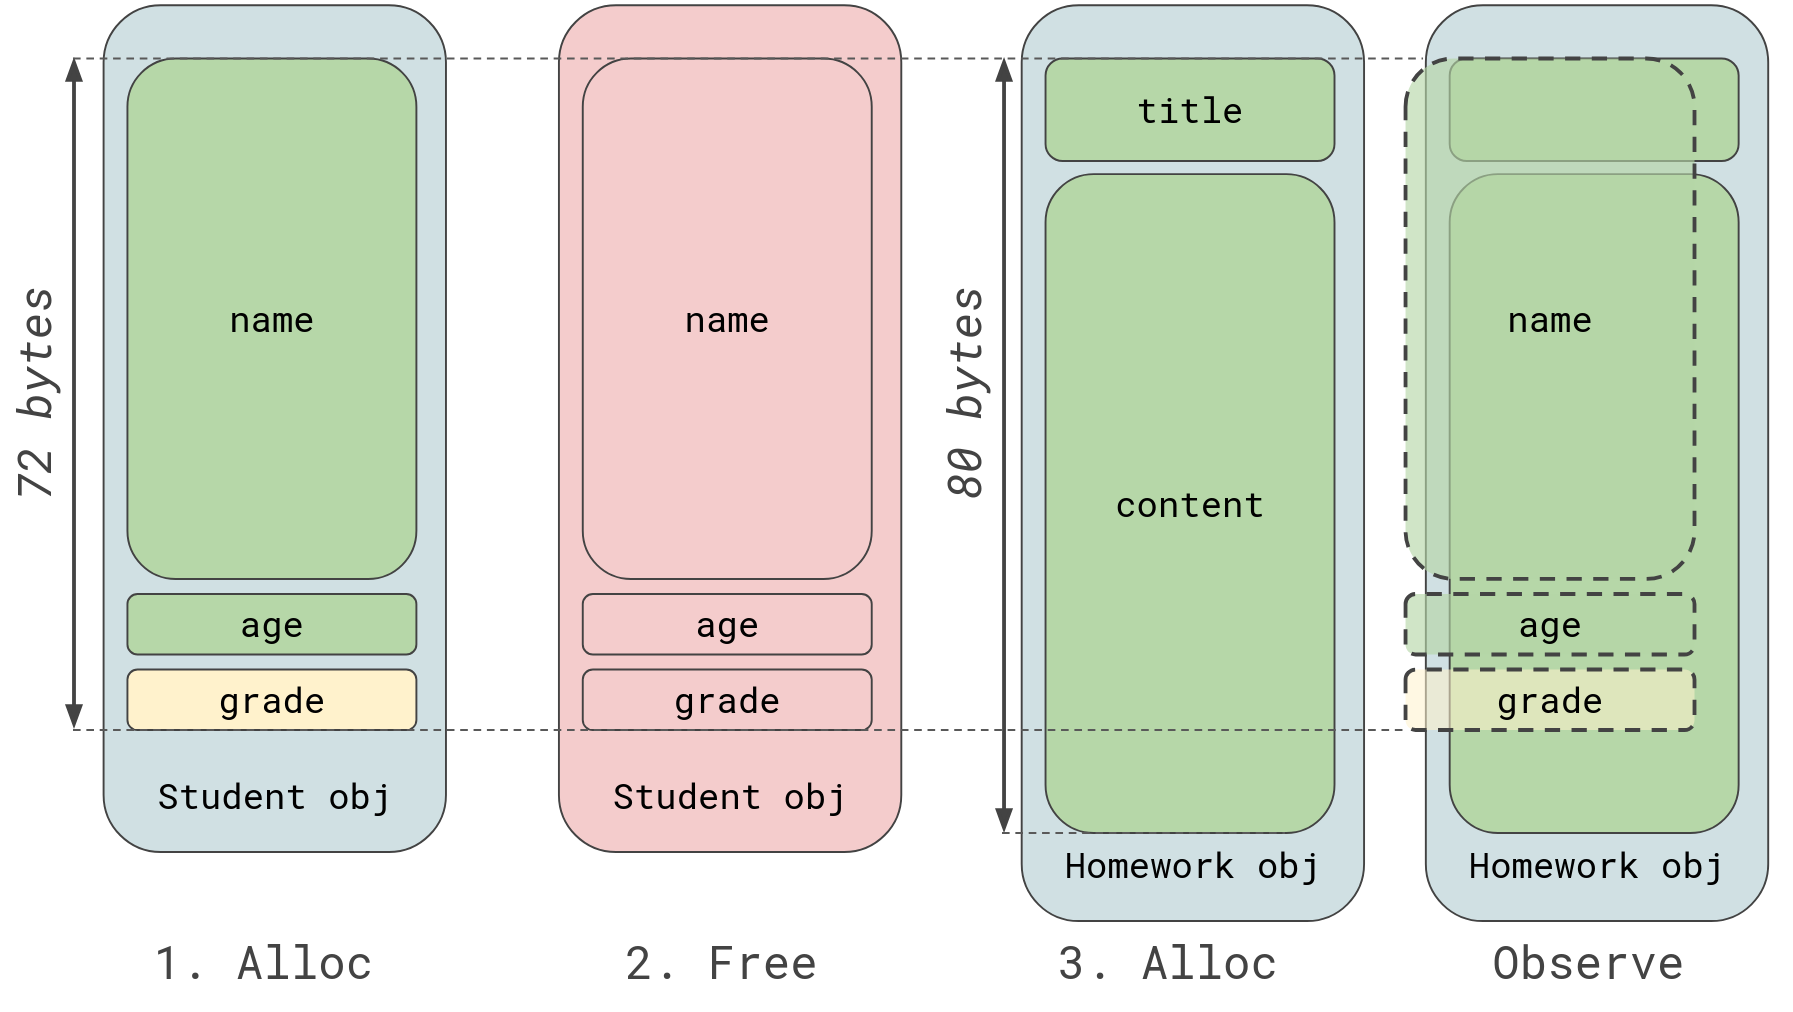 72 bytes
name
age
grade
Student obj
1. Alloc
name
age
grade
Student obj
2. Free
80 bytes
title
content
Homework obj
3. Alloc
name
age
grade
Homework obj
Observe